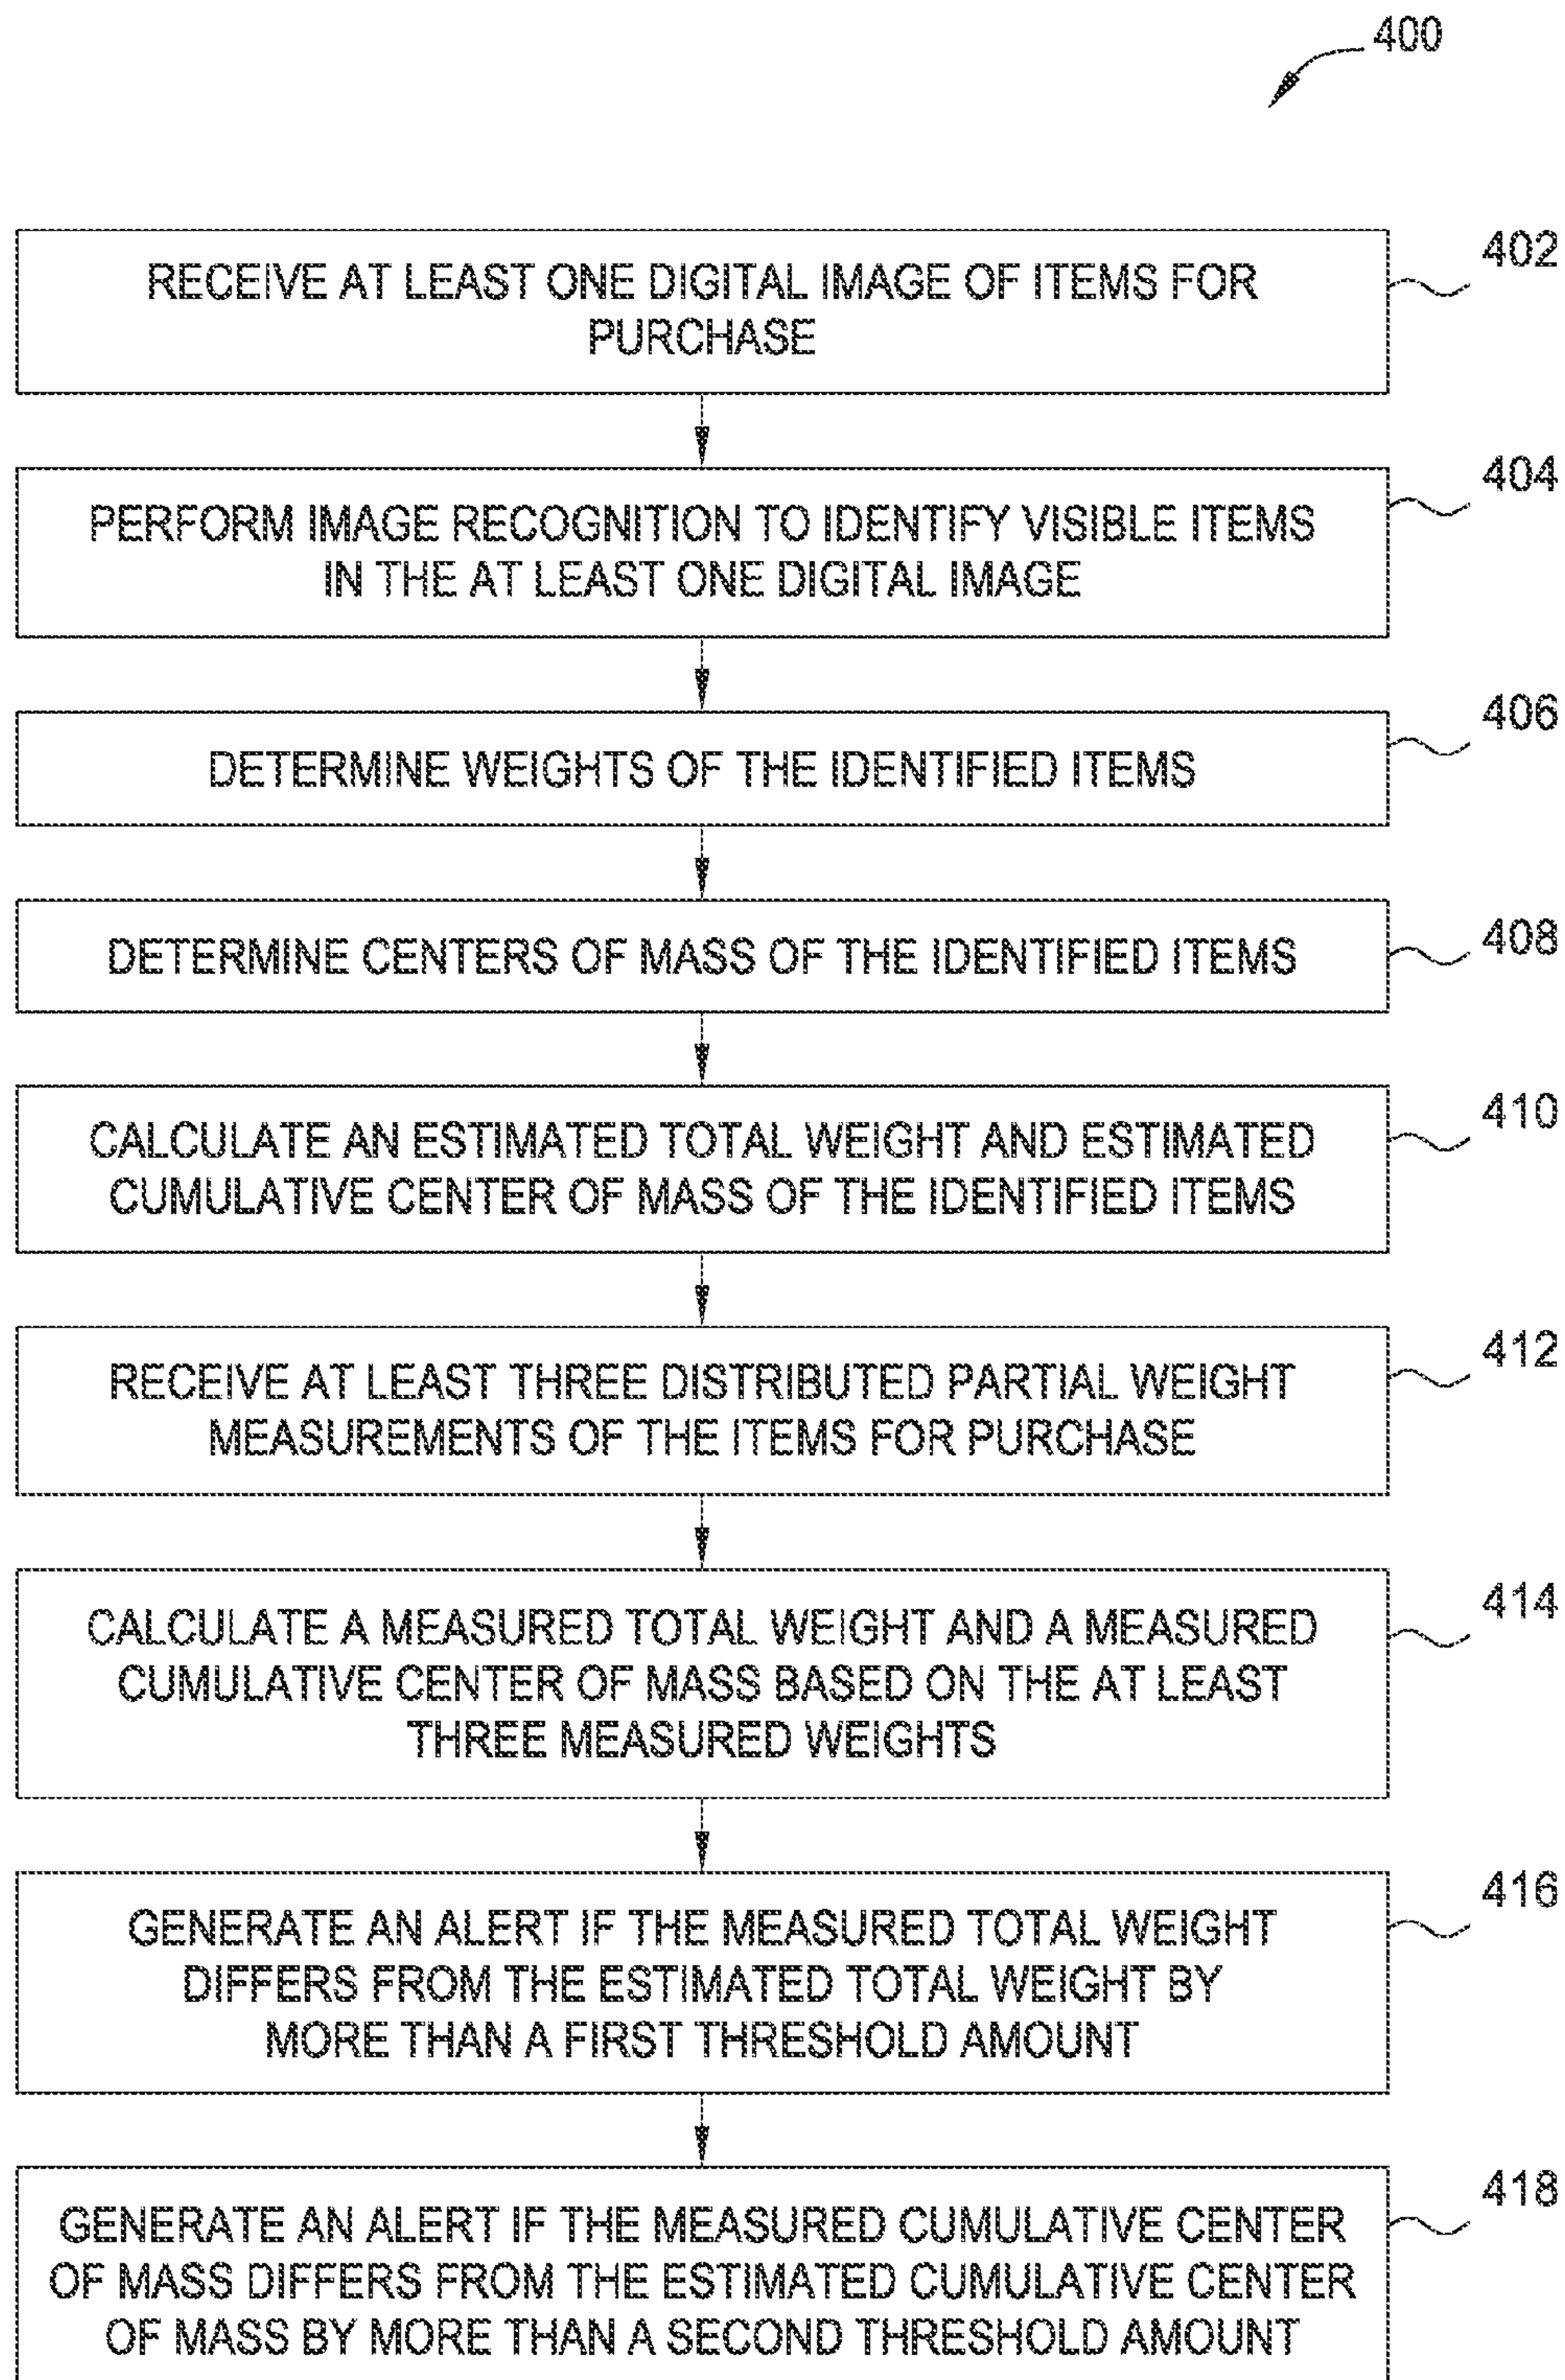 400
RECEIVE AT LEAST ONE DIGITAL IMAGE OF ITEMS FOR
PURCHASE
402
PERFORM IMAGE RECOGNITION TO IDENTIFY VISIBLE ITEMS
IN THE AT LEAST ONE DIGITAL IMAGE
404
DETERMINE WEIGHTS OF THE IDENTIFIED ITEMS
406
DETERMINE CENTERS OF MASS OF THE IDENTIFIED ITEMS
408
CALCULATE AN ESTIMATED TOTAL WEIGHT AND ESTIMATED
CUMULATIVE CENTER OF MASS OF THE IDENTIFIED ITEMS
410
RECEIVE AT LEAST THREE DISTRIBUTED PARTIAL WEIGHT
MEASUREMENTS OF THE ITEMS FOR PURCHASE
412
CALCULATE A MEASURED TOTAL WEIGHT AND A MEASURED
CUMULATIVE CENTER OF MASS BASED ON THE AT LEAST
THREE MEASURED WEIGHTS
414
GENERATE AN ALERT IF THE MEASURED TOTAL WEIGHT
DIFFERS FROM THE ESTIMATED TOTAL WEIGHT BY
MORE THAN A FIRST THRESHOLD AMOUNT
416
GENERATE AN ALERT IF THE MEASURED CUMULATIVE CENTER
OF MASS DIFFERS FROM THE ESTIMATED CUMULATIVE CENTER
OF MASS BY MORE THAN A SECOND THRESHOLD AMOUNT
418